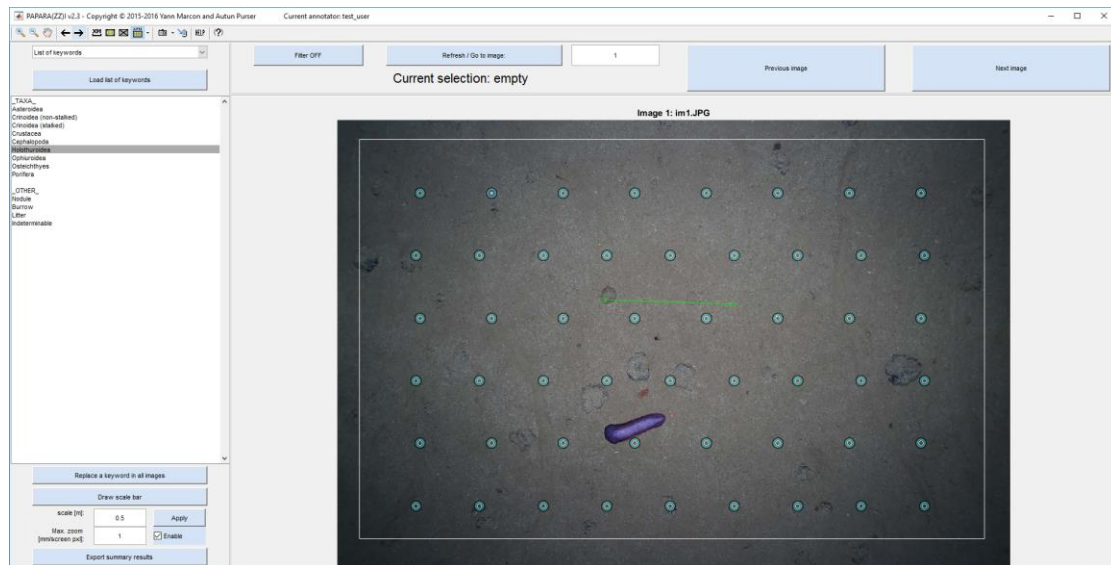 PAPARA(ZZ)I v2.3 - Copyright © 2015-2016 Yann Marcon and Autun Purser Current annotator: test_user
HELP
List of keywords
Load list of keywords
Filter OFF
Refresh / Go to image:
1
Previous image
Next image
Current selection: empty
_TAXA_
Asteroidea
Crinoidea (non-stalked)
Crinoidea (stalked)
Crustacea
Cephalopoda
Holothuroidea
Ophiuroidea
Osteichthyes
Porifera
_OTHER_
Nodule
Burrow
Litter
Indeterminable
Image 1: im1.JPG
Replace a keyword in all images
Draw scale bar
scale [m]:
0.5
Apply
Max. zoom
[mm/screen pxl]:
1
Enable
Export summary results